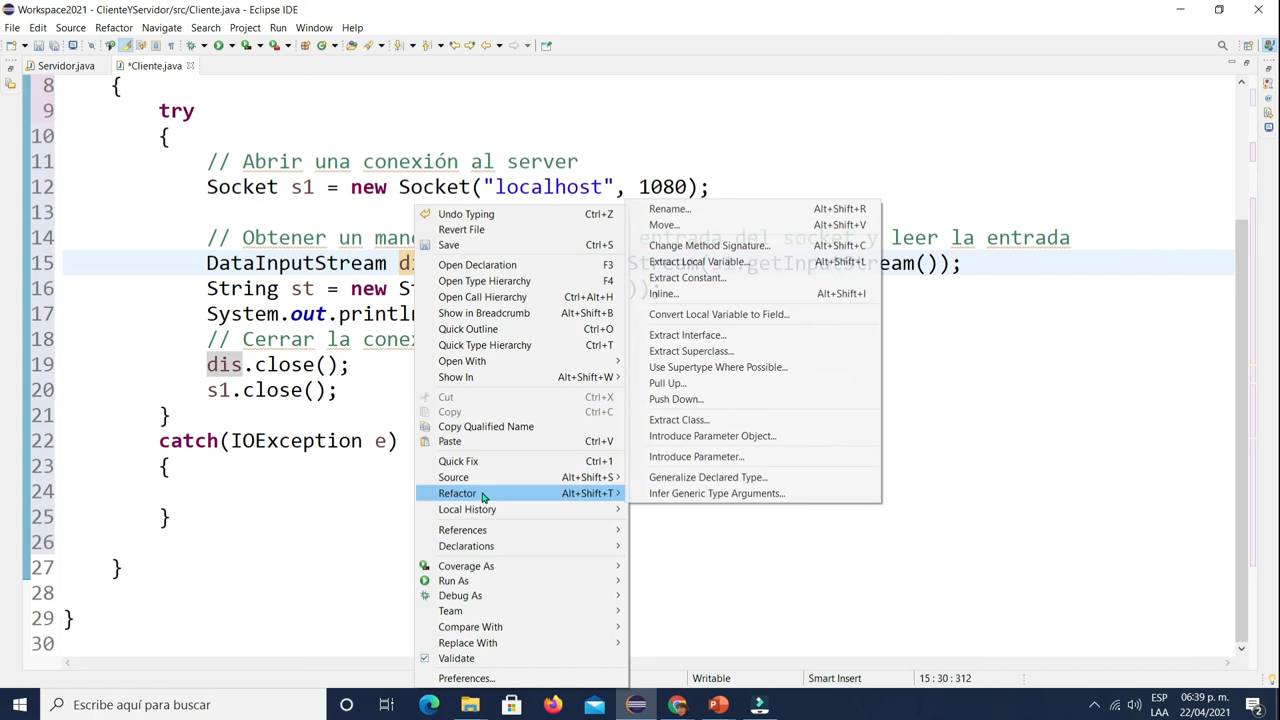 Workspace2021 - ClienteYServidor/src/Cliente.java - Eclipse IDE
File Edit Source Refactor Navigate Search Project Run Window Help
Servidor.java *Cliente.java
8 {
9 try
10 {
11 // Abrir una conexión al server
12 Socket s1 = new Socket("localhost", 1080);
13
14 // Obtener un man entrada del socket y leer la entrada
15 DataInputStream di Stream(s1.getInputStream());
16 String st = new St ));
17 System.out.println
18 // Cerrar la cone
19 dis.close();
20 s1.close();
21 }
22 catch(IOException e)
23 {
24
25 }
26
27 }
28
29 }
30
Undo Typing Ctrl+Z
Revert File
Save Ctrl+S
Open Declaration F3
Open Type Hierarchy F4
Open Call Hierarchy Ctrl+Alt+H
Show in Breadcrumb Alt+Shift+B
Quick Outline Ctrl+O
Quick Type Hierarchy Ctrl+T
Open With
Show In Alt+Shift+W
Cut Ctrl+X
Copy Ctrl+C
Copy Qualified Name
Paste Ctrl+V
Quick Fix Ctrl+1
Source Alt+Shift+S
Refactor Alt+Shift+T
Local History
References
Declarations
Coverage As
Run As
Debug As
Team
Compare With
Replace With
Validate
Preferences...
Rename... Alt+Shift+R
Move... Alt+Shift+V
Change Method Signature... Alt+Shift+C
Extract Local Variable... Alt+Shift+L
Extract Constant...
Inline... Alt+Shift+I
Convert Local Variable to Field...
Extract Interface...
Extract Superclass...
Use Supertype Where Possible...
Pull Up...
Push Down...
Extract Class...
Introduce Parameter Object...
Introduce Parameter...
Generalize Declared Type...
Infer Generic Type Arguments...
Writable Smart Insert 15 : 30 : 312
Escribe aquí para buscar
ESP 06:39 p. m.
LAA 22/04/2021
2